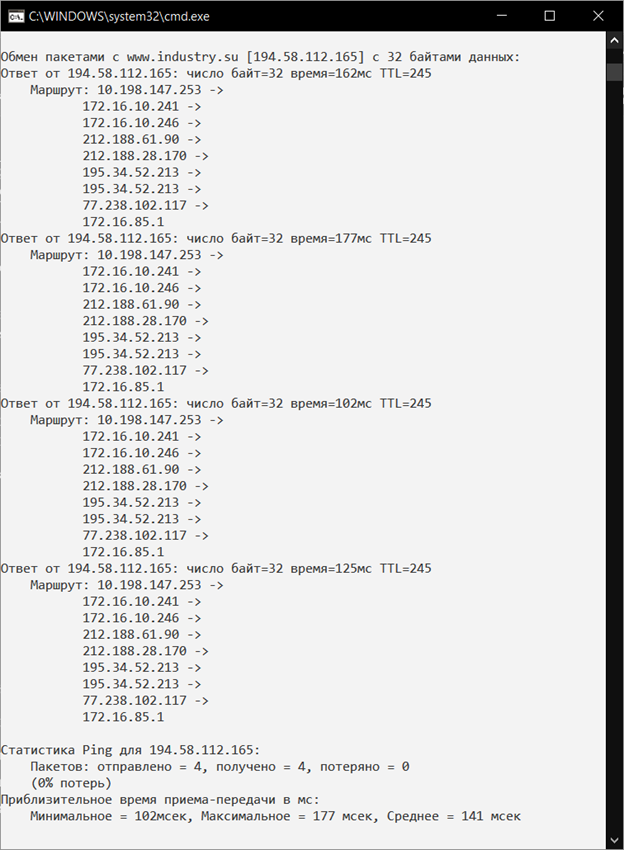 C:\WINDOWS\system32\cmd.exe
Обмен пакетами с www.industry.su [194.58.112.165] с 32 байтами данных:
Ответ от 194.58.112.165: число байт=32 время=162мс TTL=245
Маршрут: 10.198.147.253 ->
172.16.10.241 ->
172.16.10.246 ->
212.188.61.90 ->
212.188.28.170 ->
195.34.52.213 ->
195.34.52.213 ->
77.238.102.117 ->
172.16.85.1
Ответ от 194.58.112.165: число байт=32 время=177мс TTL=245
Маршрут: 10.198.147.253 ->
172.16.10.241 ->
172.16.10.246 ->
212.188.61.90 ->
212.188.28.170 ->
195.34.52.213 ->
195.34.52.213 ->
77.238.102.117 ->
172.16.85.1
Ответ от 194.58.112.165: число байт=32 время=102мс TTL=245
Маршрут: 10.198.147.253 ->
172.16.10.241 ->
172.16.10.246 ->
212.188.61.90 ->
212.188.28.170 ->
195.34.52.213 ->
195.34.52.213 ->
77.238.102.117 ->
172.16.85.1
Ответ от 194.58.112.165: число байт=32 время=125мс TTL=245
Маршрут: 10.198.147.253 ->
172.16.10.241 ->
172.16.10.246 ->
212.188.61.90 ->
212.188.28.170 ->
195.34.52.213 ->
195.34.52.213 ->
77.238.102.117 ->
172.16.85.1
Статистика Ping для 194.58.112.165:
Пакетов: отправлено = 4, получено = 4, потеряно = 0
(0% потерь)
Приблизительное время приема-передачи в мс:
Минимальное = 102мсек, Максимальное = 177 мсек, Среднее = 141 мсек